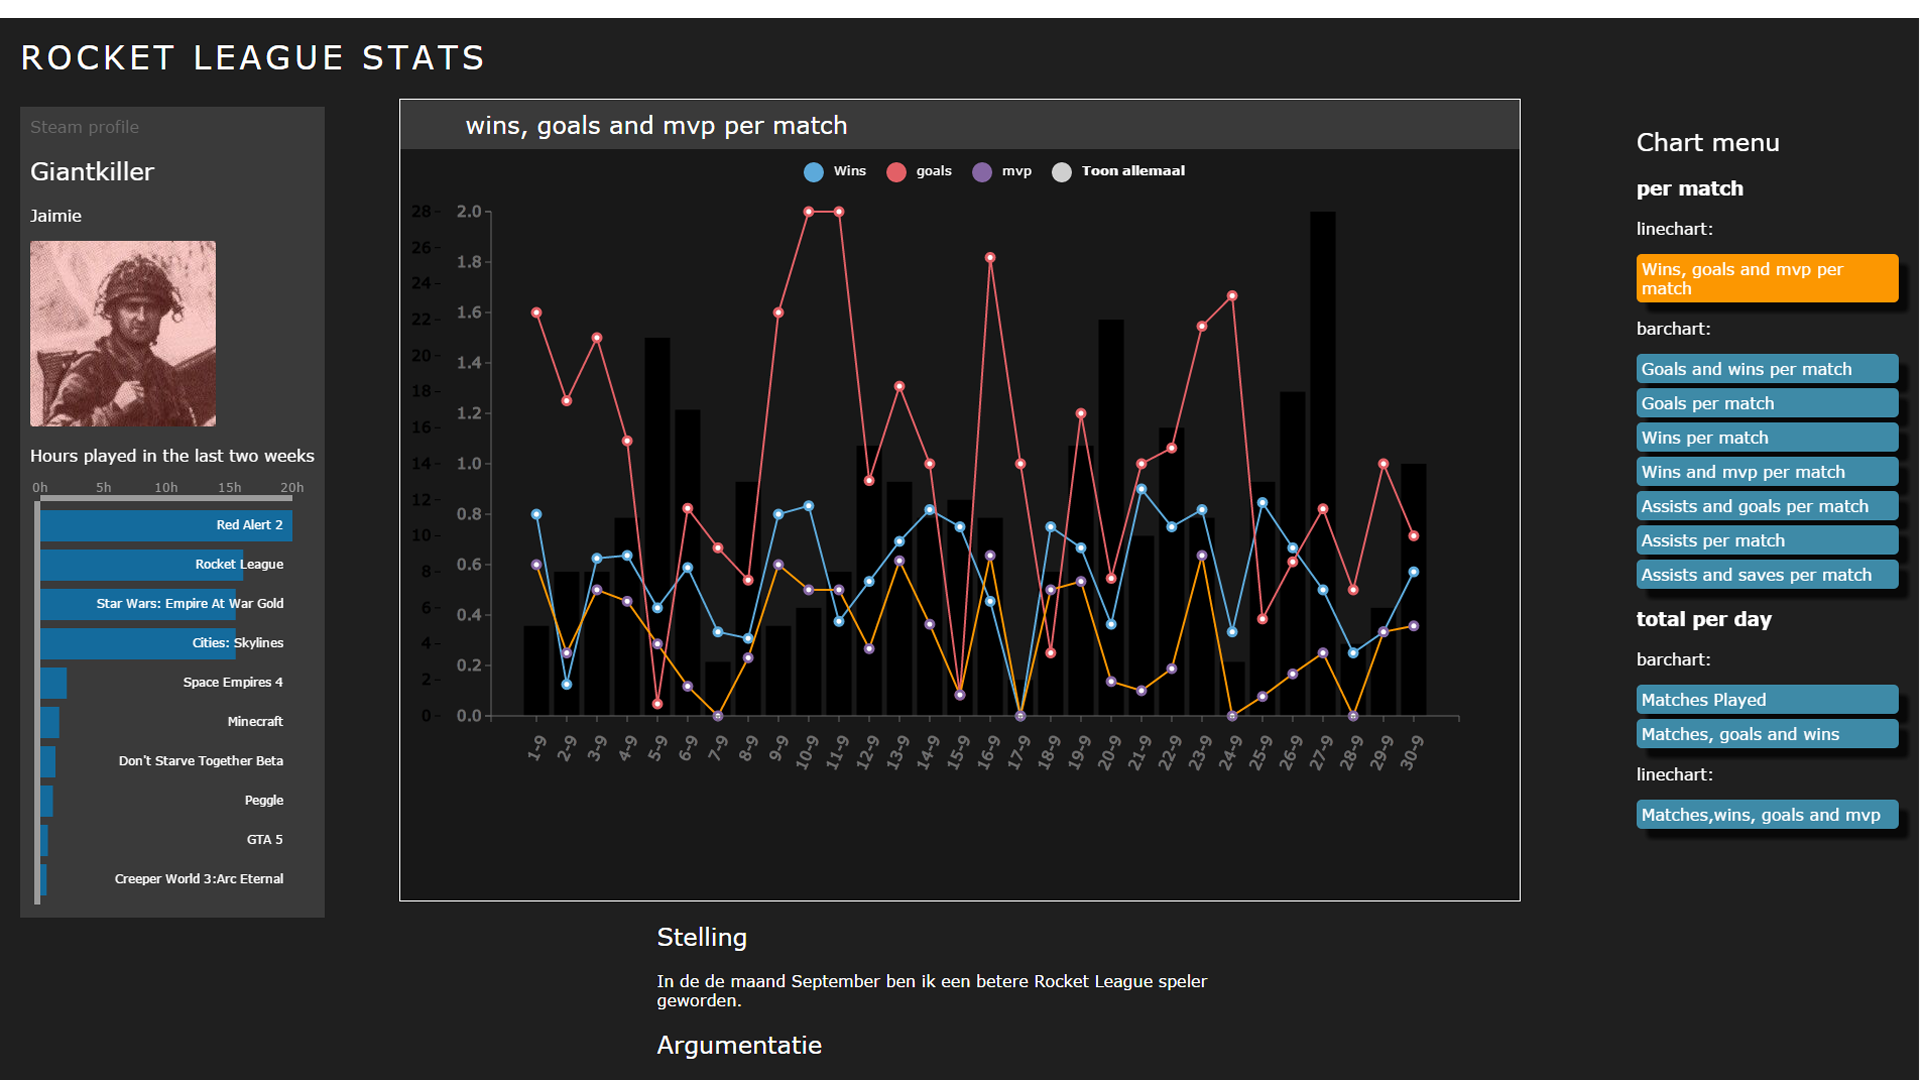 ROCKET LEAGUE STATS
Steam profile
Giantkiller
Jaimie
Hours played in the last two weeks
0h 5h 10h 15h 20h
Red Alert 2
Rocket League
Star Wars: Empire At War Gold
Cities: Skylines
Space Empires 4
Minecraft
Don't Starve Together Beta
Peggle
GTA 5
Creeper World 3:Arc Eternal
wins, goals and mvp per match
Wins goals mvp Toon allemaal
28 2.0
26
1.8
24
22 1.6
20
1.4
18
1.2
16
14 1.0
12
0.8
10
8 0.6
6
0.4
4
0.2
2
0 0.0
1-9 2-9 3-9 4-9 5-9 6-9 7-9 8-9 9-9 10-9 11-9 12-9 13-9 14-9 15-9 16-9 17-9 18-9 19-9 20-9 21-9 22-9 23-9 24-9 25-9 26-9 27-9 28-9 29-9 30-9
Stelling
In de de maand September ben ik een betere Rocket League speler
geworden.
Argumentatie
Chart menu
per match
linechart:
Wins, goals and mvp per
match
barchart:
Goals and wins per match
Goals per match
Wins per match
Wins and mvp per match
Assists and goals per match
Assists per match
Assists and saves per match
total per day
barchart:
Matches Played
Matches, goals and wins
linechart:
Matches,wins, goals and mvp